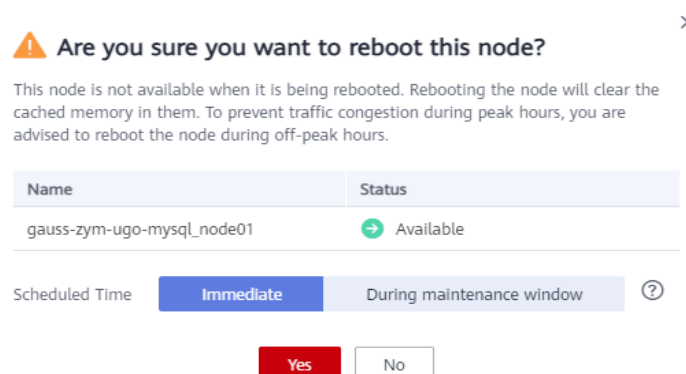 Are you sure you want to reboot this node?
This node is not available when it is being rebooted. Rebooting the node will clear the
cached memory in them. To prevent traffic congestion during peak hours, you are
advised to reboot the node during off-peak hours.
Name Status
gauss-zym-ugo-mysql_node01 Available
Scheduled Time Immediate During maintenance window ?
Yes No